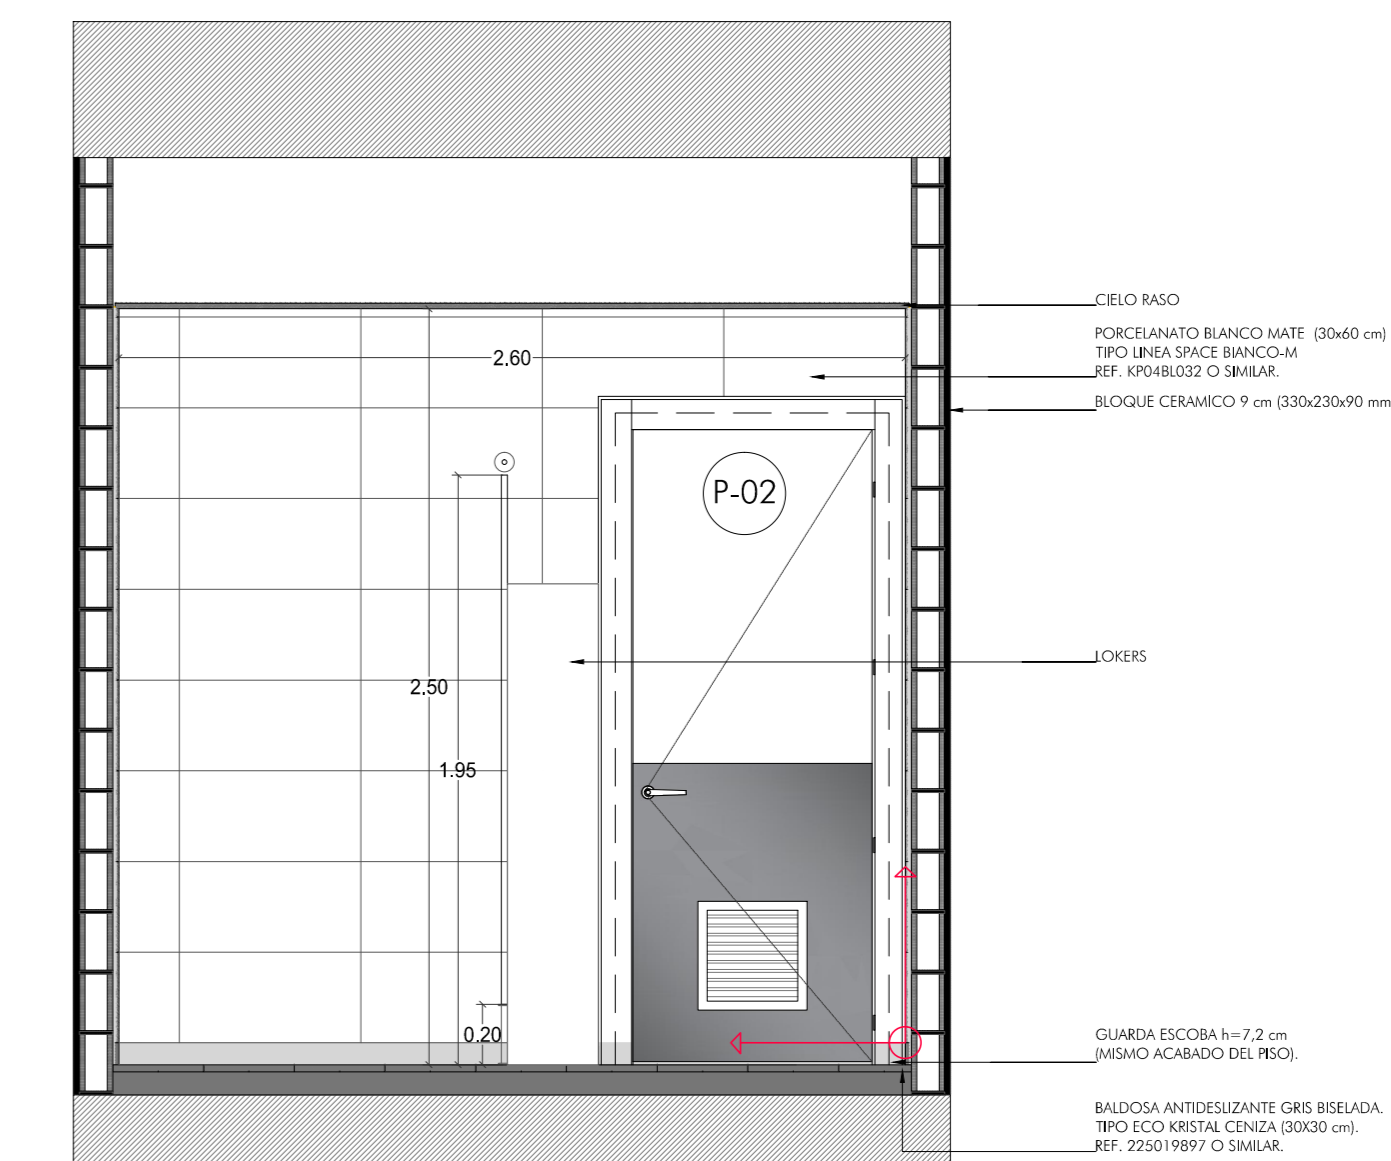 CIELO RASO
PORCELANATO BLANCO MATE (30x60 cm)
TIPO LINEA SPACE BIANCO-M
REF. KP04BL032 O SIMILAR.
BLOQUE CERAMICO 9 cm (330x230x90 mm
2.60
P-02
LOKERS
2.50
1.95
0.20
GUARDA ESCOBA h=7,2 cm
(MISMO ACABADO DEL PISO).
BALDOSA ANTIDESLIZANTE GRIS BISELADA.
TIPO ECO KRISTAL CENIZA (30X30 cm).
REF. 225019897 O SIMILAR.